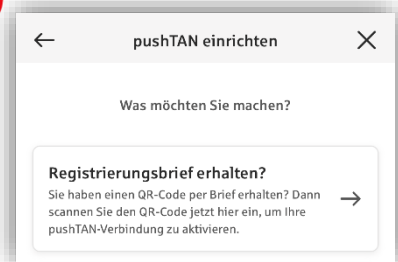 pushTAN einrichten
Was möchten Sie machen?
Registrierungsbrief erhalten?
Sie haben einen QR-Code per Brief erhalten? Dann
scannen Sie den QR-Code jetzt hier ein, um Ihre
pushTAN-Verbindung zu aktivieren.